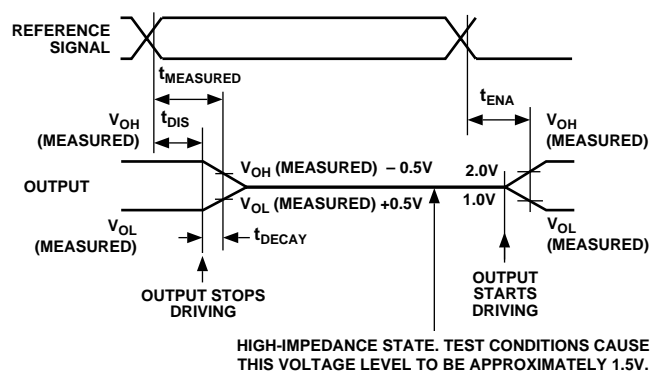 REFERENCE
SIGNAL
tMEASURED
tDIS
tENA
VOH
(MEASURED)
VOH
(MEASURED)
VOH (MEASURED) – 0.5V
2.0V
OUTPUT
VOL (MEASURED) +0.5V
1.0V
VOL
(MEASURED)
tDECAY
VOL
(MEASURED)
OUTPUT STOPS
DRIVING
OUTPUT
STARTS
DRIVING
HIGH-IMPEDANCE STATE. TEST CONDITIONS CAUSE
THIS VOLTAGE LEVEL TO BE APPROXIMATELY 1.5V.